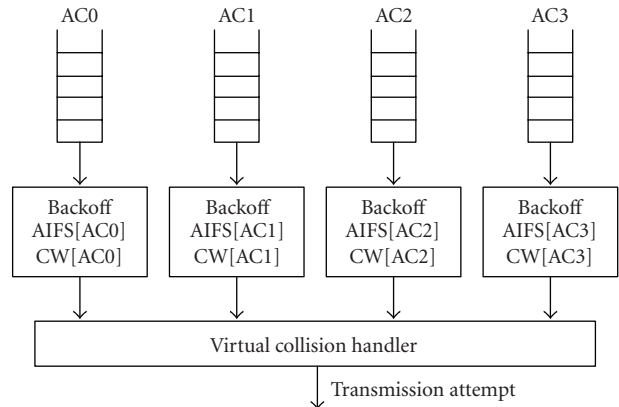 AC0
AC1
AC2
AC3
Backoff
AIFS[AC0]
CW[AC0]
Backoff
AIFS[AC1]
CW[AC1]
Backoff
AIFS[AC2]
CW[AC2]
Backoff
AIFS[AC3]
CW[AC3]
Virtual collision handler
Transmission attempt